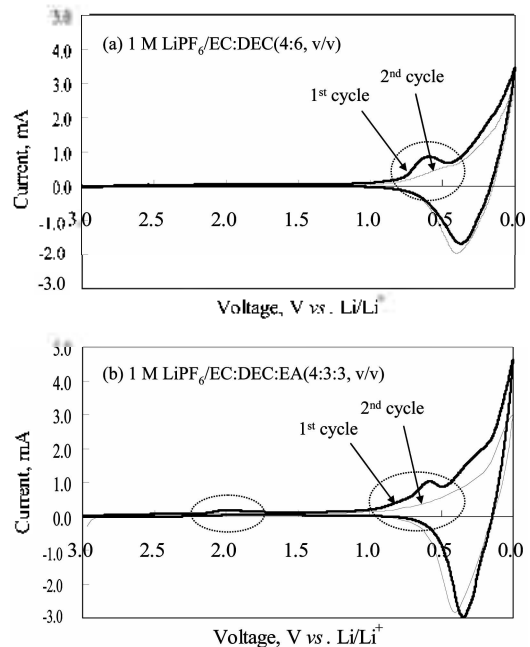 5.0
(a) 1 M LiPF6/EC:DEC(4:6, v/v)
4.0
2nd cycle
3.0
1st cycle
2.0
1.0
0.0
-1.0
-2.0
-3.0
3.0 2.5 2.0 1.5 1.0 0.5 0.0
Current, mA
Voltage, V vs. Li/Li+
5.0
(b) 1 M LiPF6/EC:DEC:EA(4:3:3, v/v)
4.0
2nd cycle
3.0
1st cycle
2.0
1.0
0.0
-1.0
-2.0
-3.0
3.0 2.5 2.0 1.5 1.0 0.5 0.0
Current, mA
Voltage, V vs. Li/Li+